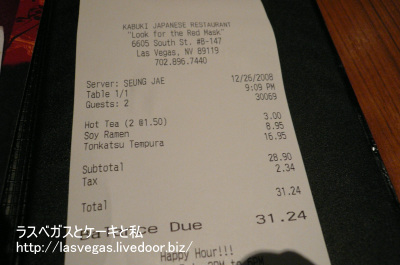 KABUKI JAPANESE RESTAURANT
"Look for the Red Mask"
6605 South St. #B-147
Las Vegas, NV 89119
702.896.7440
Server: SEUNG JAE 12/26/2008
Table 1/1 9:09 PM
Guests: 2 30069
Hot Tea (2 @1.50) 3.00
Soy Ramen 8.95
Tonkatsu Tempura 16.95
Subtotal 28.90
Tax 2.34
Total 31.24
Balance Due 31.24
Happy Hour!!!
ラスベガスとケーキと私
http://lasvegas.livedoor.biz/